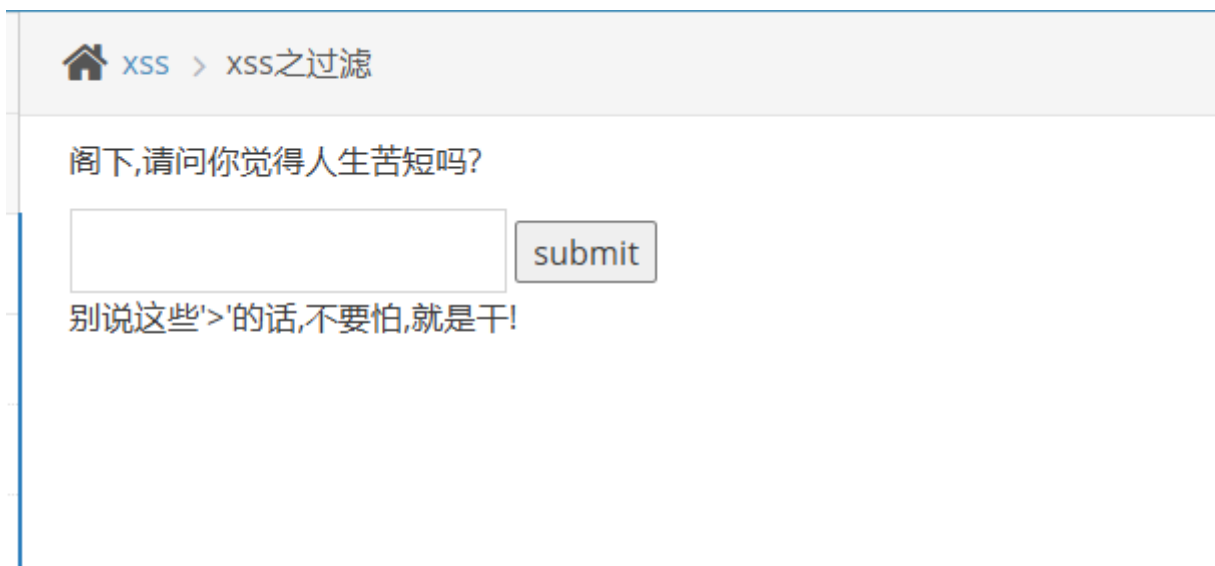 xss > xss之过滤
阁下,请问你觉得人生苦短吗?
submit
别说这些'>'的话,不要怕,就是干!